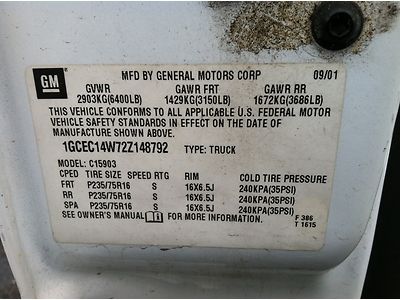 GM
MFD BY GENERAL MOTORS CORP 09/01
GVWR GAWR FRT GAWR RR
2903KG(6400LB) 1429KG(3150LB) 1672KG(3686LB)
THIS VEHICLE CONFORMS TO ALL APPLICABLE U.S. FEDERAL MOTOR
VEHICLE SAFETY STANDARDS IN EFFECT ON THE DATE OF
MANUFACTURE SHOWN ABOVE.
1GCEC14W72Z148792 TYPE: TRUCK
MODEL: C15903
CPED TIRE SIZE SPEED RTG RIM COLD TIRE PRESSURE
FRT P235/75R16 S 16X6.5J 240KPA(35PSI)
RR P235/75R16 S 16X6.5J 240KPA(35PSI)
SPA P235/75R16 S 16X6.5J 240KPA(35PSI)
SEE OWNER'S MANUAL FOR MORE INFORMATION.
F 386
T 1615